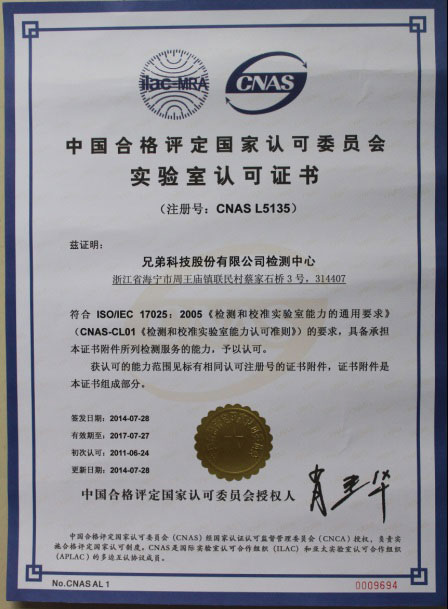 ilac-MRA
CNAS
中国合格评定国家认可委员会
实验室认可证书
（注册号：CNAS L5135）
兹证明：
兄弟科技股份有限公司检测中心
浙江省海宁市周王庙镇联民村蔡家石桥3号，314407
符合 ISO/IEC 17025：2005《检测和校准实验室能力的通用要求》
（CNAS-CL01《检测和校准实验室能力认可准则》）的要求，具备承担
本证书附件所列检测服务的能力，予以认可。
获认可的能力范围见标有相同认可注册号的证书附件，证书附件是
本证书组成部分。
签发日期：2014-07-28
有效期至：2017-07-27
初次认可：2011-06-24
更新日期：2014-07-28
中国合格评定国家认可委员会授权人
中国合格评定国家认可委员会（CNAS）经国家认证认可监督管理委员会（CNCA）授权，负责实
施合格评定国家认可制度。CNAS是国际实验室认可合作组织（ILAC）和亚太实验室认可合作组织
（APLAC）的多边互认协议成员。
No.CNAS AL 1
0009694